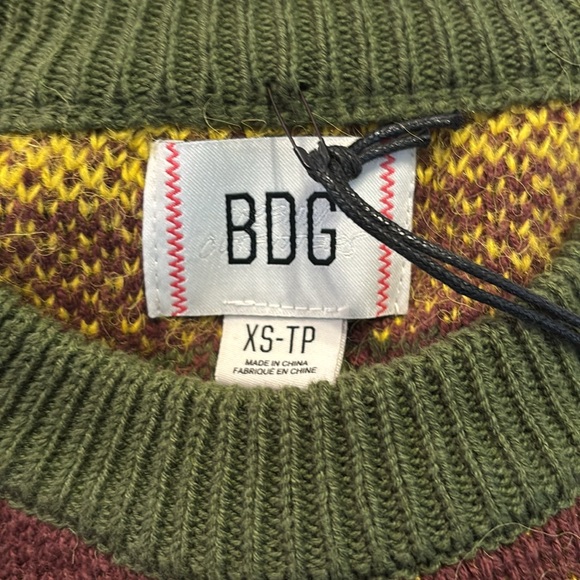 BDG
XS-TP
MADE IN CHINA
FABRIQUÉ EN CHINE